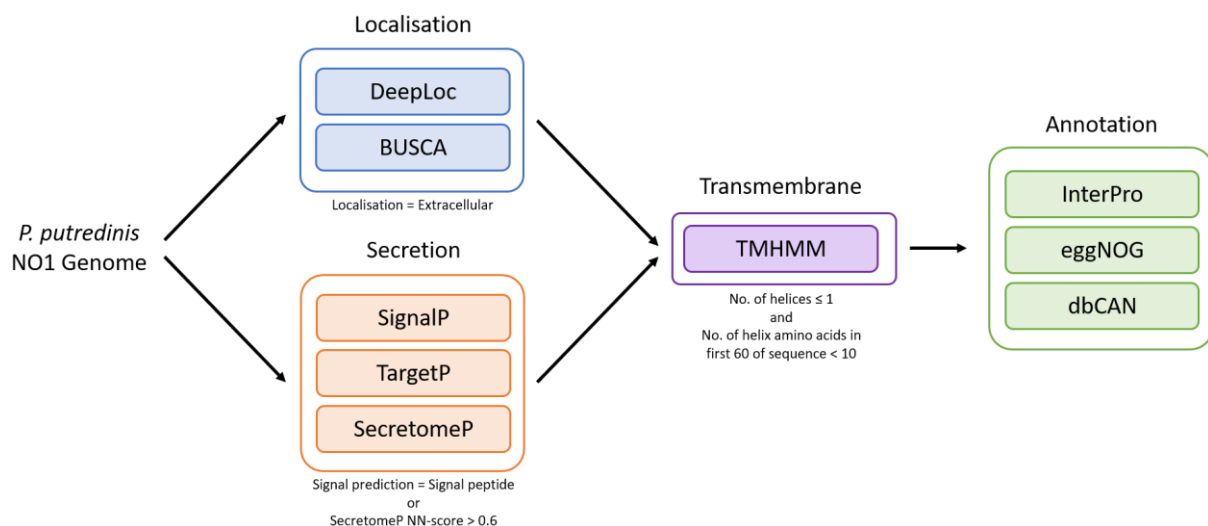 P. putredinis
NO1 Genome
Localisation
DeepLoc
BUSCA
Localisation = Extracellular
Secretion
SignalP
TargetP
SecretomeP
Signal prediction = Signal peptide
or
SecretomeP NN-score > 0.6
Transmembrane
TMHMM
No. of helices ≤ 1
and
No. of helix amino acids in
first 60 of sequence < 10
Annotation
InterPro
eggNOG
dbCAN